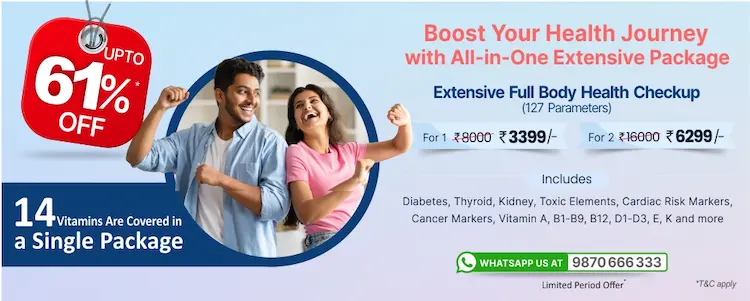 UPTO
61%*
OFF
14 Vitamins Are Covered in
a Single Package
Boost Your Health Journey
with All-in-One Extensive Package
Extensive Full Body Health Checkup
(127 Parameters)
For 1 ₹8000 ₹3399/-
For 2 ₹16000 ₹6299/-
Includes
Diabetes, Thyroid, Kidney, Toxic Elements, Cardiac Risk Markers,
Cancer Markers, Vitamin A, B1-B9, B12, D1-D3, E, K and more
WHATSAPP US AT 9870 666 333
Limited Period Offer*
*T&C apply